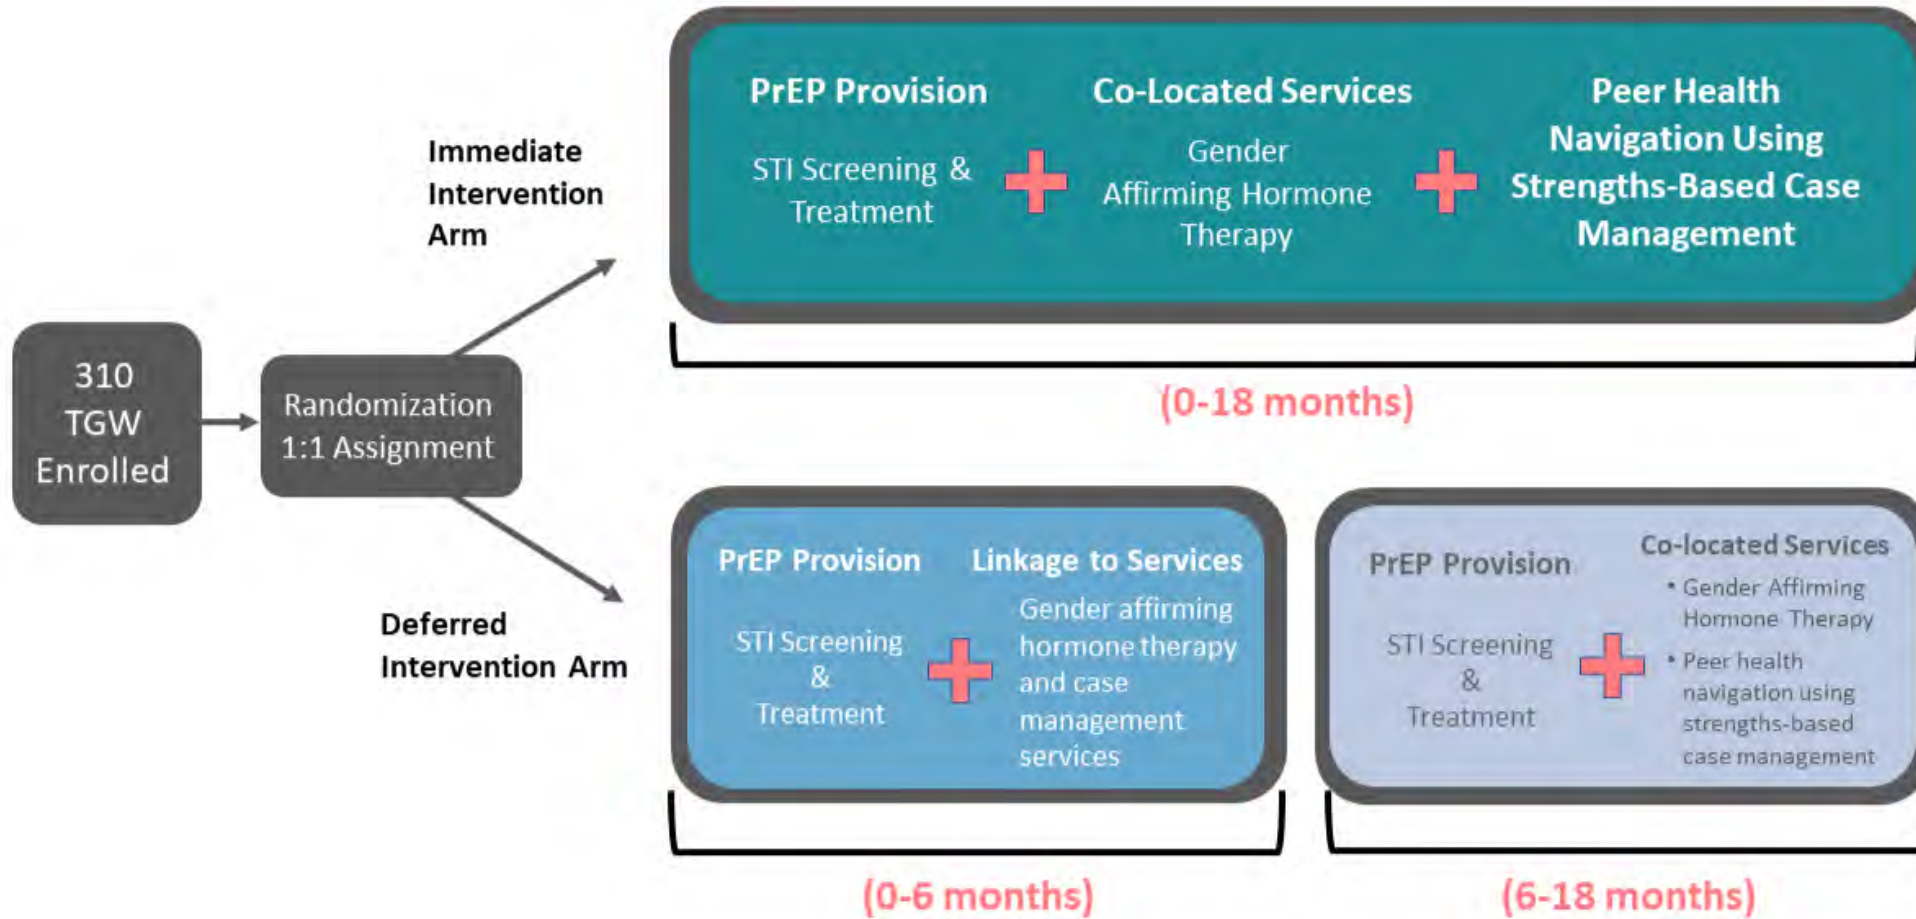 310
TGW
Enrolled
Randomization
1:1 Assignment
Immediate
Intervention
Arm
PrEP Provision
STI Screening &
Treatment
Co-Located Services
Gender
Affirming Hormone
Therapy
Peer Health
Navigation Using
Strengths-Based Case
Management
(0-18 months)
Deferred
Intervention Arm
PrEP Provision
STI Screening
&
Treatment
Linkage to Services
Gender affirming
hormone therapy
and case
management
services
(0-6 months)
PrEP Provision
STI Screening
&
Treatment
Co-located Services
• Gender Affirming
Hormone Therapy
• Peer health
navigation using
strengths-based
case management
(6-18 months)